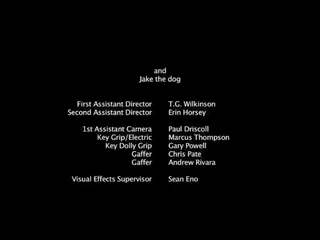 and
Jake the dog
First Assistant Director T.G. Wilkinson
Second Assistant Director Erin Horsey
1st Assistant Camera Paul Driscoll
Key Grip/Electric Marcus Thompson
Key Dolly Grip Gary Powell
Gaffer Chris Pate
Gaffer Andrew Rivara
Visual Effects Supervisor Sean Eno